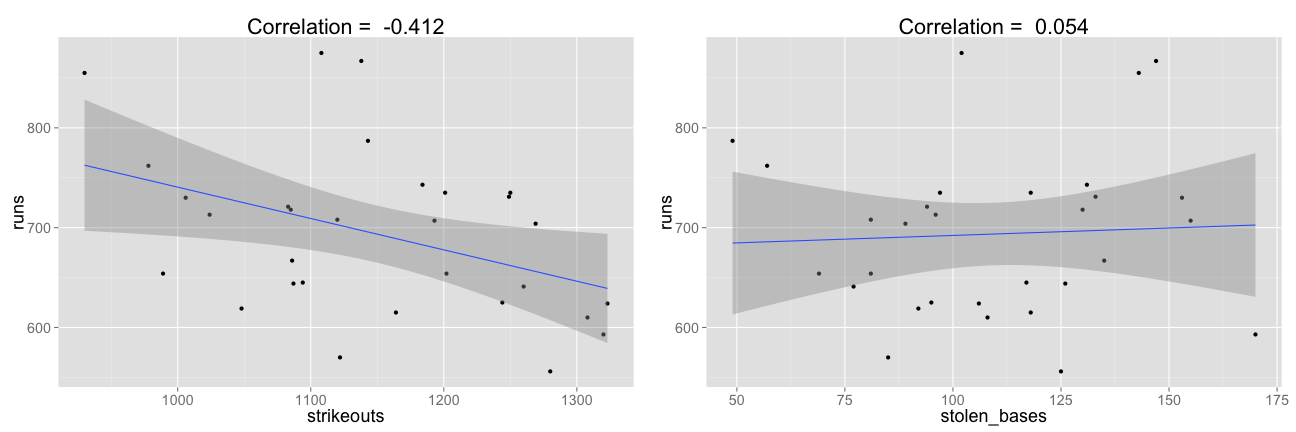 Correlation =  -0.412
runs
800
700
600
1000 1100 1200 1300
strikeouts
Correlation =  0.054
runs
800
700
600
50 75 100 125 150 175
stolen_bases